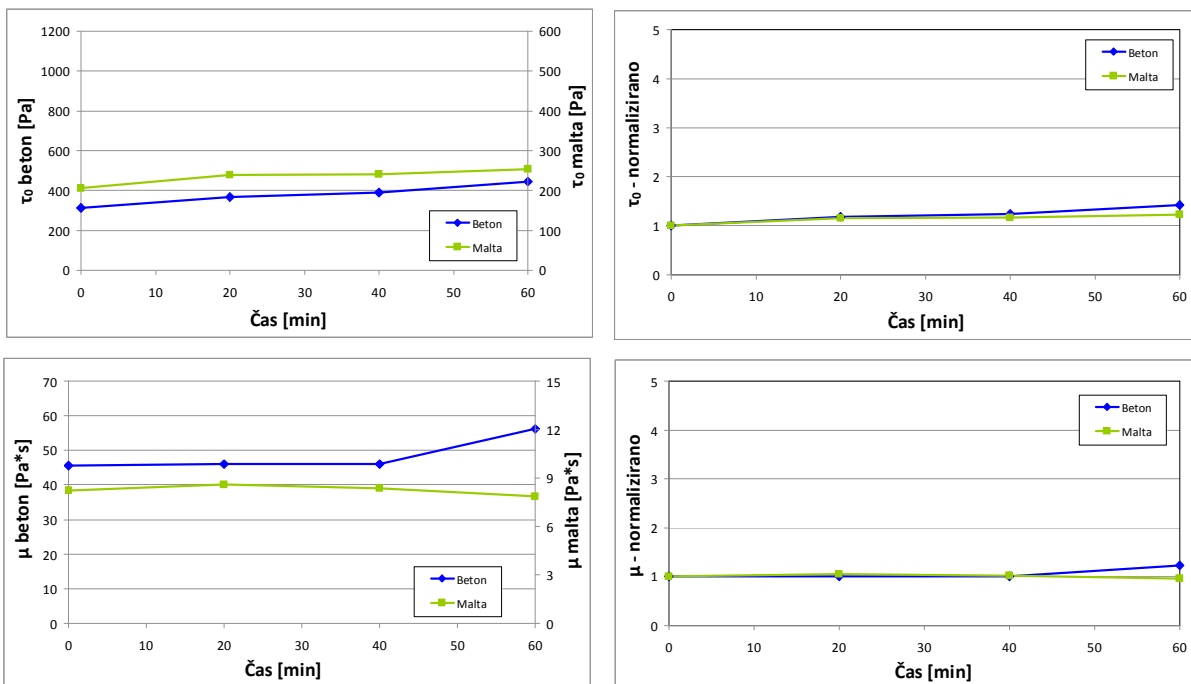 τ₀ beton [Pa]
1200
1000
800
600
400
200
0
600
500
400
300
200
100
0
τ₀ malta [Pa]
Beton
Malta
0 10 20 30 40 50 60
Čas [min]
τ₀ - normalizirano
5
4
3
2
1
0
Beton
Malta
0 10 20 30 40 50 60
Čas [min]
μ beton [Pa*s]
70
60
50
40
30
20
10
0
15
12
9
6
3
0
μ malta [Pa*s]
Beton
Malta
0 10 20 30 40 50 60
Čas [min]
μ - normalizirano
5
4
3
2
1
0
Beton
Malta
0 10 20 30 40 50 60
Čas [min]